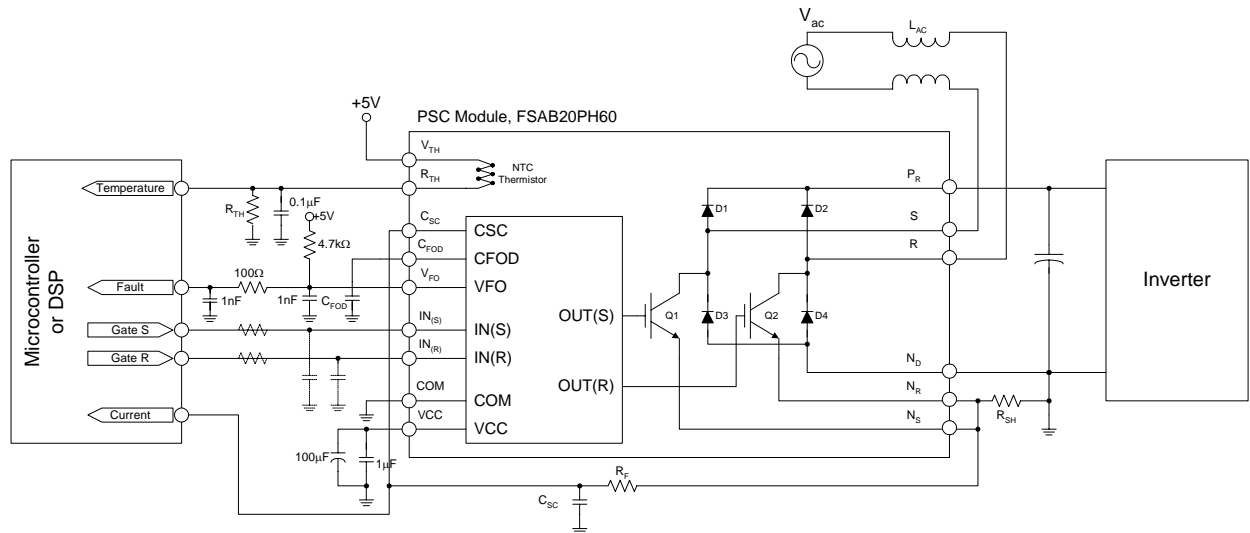 V_ac
L_AC
+5V
PSC Module, FSAB20PH60
V_TH
NTC
Thermistor
R_TH
P_R
Temperature
R_TH
0.1μF
+5V
4.7kΩ
C_SC
CSC
D1
D2
S
C_FOD
CFOD
R
Microcontroller
or DSP
Fault
100Ω
1nF
1nF
C_FOD
V_FO
VFO
Inverter
Gate S
IN_(S)
IN(S)
OUT(S)
Q1
D3
Q2
D4
Gate R
IN_(R)
IN(R)
N_D
COM
COM
OUT(R)
N_R
Current
VCC
VCC
N_S
R_SH
100μF
1μF
R_F
C_SC